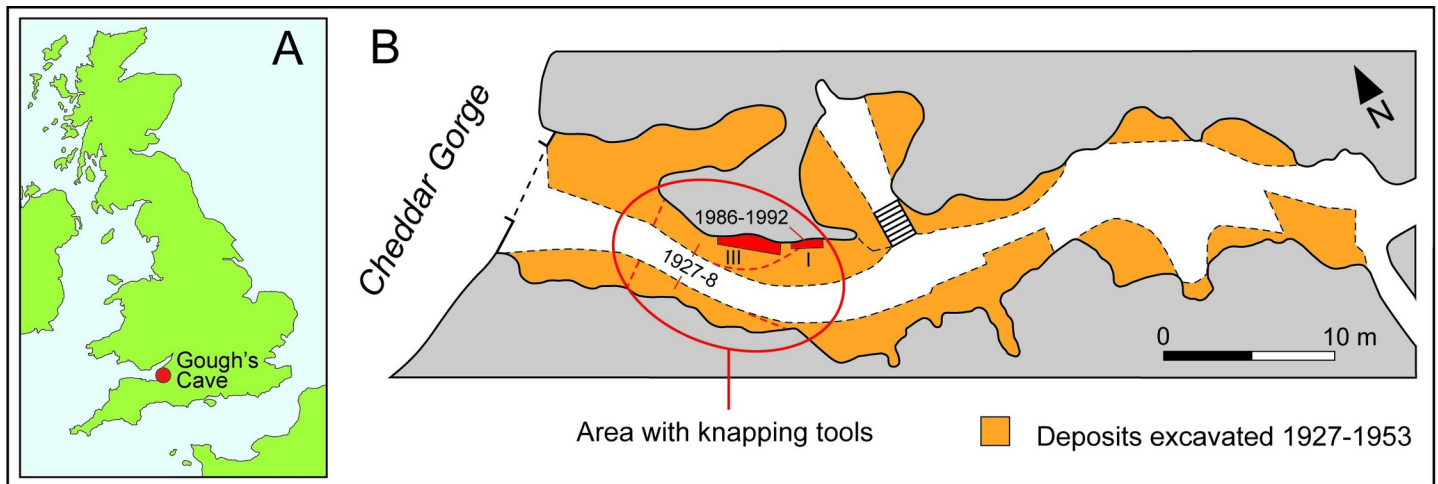 A
Gough's
Cave
B
Cheddar Gorge
N
1986-1992
III
I
1927-8
0
10 m
Area with knapping tools
Deposits excavated 1927-1953